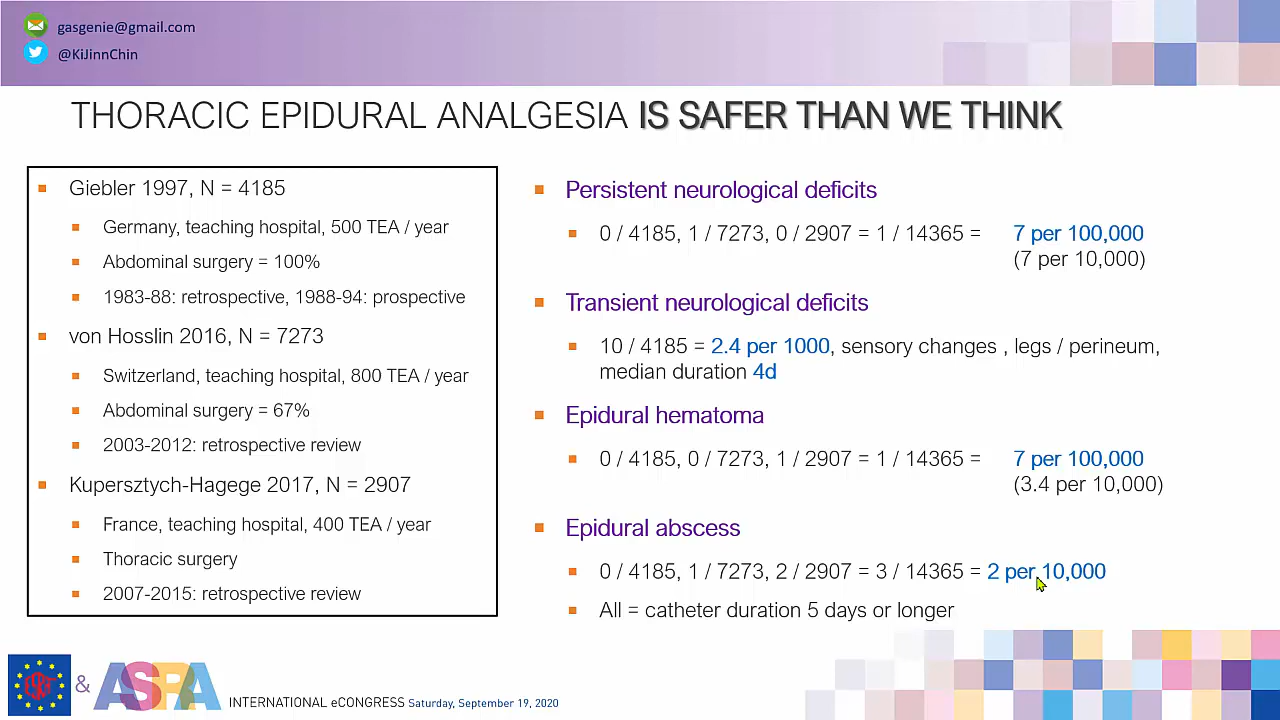 gasgenie@gmail.com
@KiJinnChin
THORACIC EPIDURAL ANALGESIA IS SAFER THAN WE THINK
Giebler 1997, N = 4185
Germany, teaching hospital, 500 TEA / year
Abdominal surgery = 100%
1983-88: retrospective, 1988-94: prospective
von Hosslin 2016, N = 7273
Switzerland, teaching hospital, 800 TEA / year
Abdominal surgery = 67%
2003-2012: retrospective review
Kupersztych-Hagege 2017, N = 2907
France, teaching hospital, 400 TEA / year
Thoracic surgery
2007-2015: retrospective review
Persistent neurological deficits
0 / 4185, 1 / 7273, 0 / 2907 = 1 / 14365 = 7 per 100,000
(7 per 10,000)
Transient neurological deficits
10 / 4185 = 2.4 per 1000, sensory changes , legs / perineum,
median duration 4d
Epidural hematoma
0 / 4185, 0 / 7273, 1 / 2907 = 1 / 14365 = 7 per 100,000
(3.4 per 10,000)
Epidural abscess
0 / 4185, 1 / 7273, 2 / 2907 = 3 / 14365 = 2 per 10,000
All = catheter duration 5 days or longer
& ASRA
INTERNATIONAL eCONGRESS Saturday, September 19, 2020